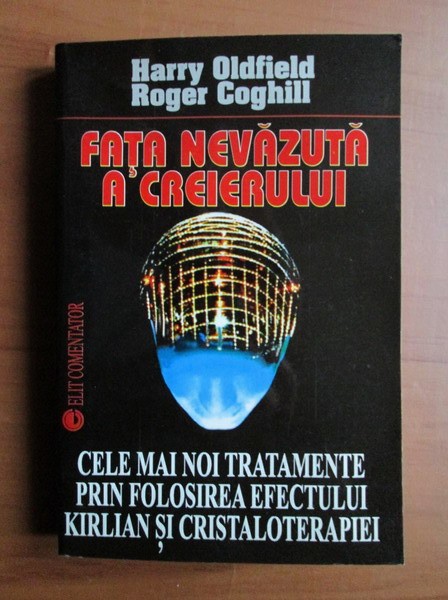 Harry Oldfield
Roger Coghill
FAȚA NEVĂZUTĂ
A CREIERULUI
ELIT COMENTATOR
CELE MAI NOI TRATAMENTE
PRIN FOLOSIREA EFECTULUI
KIRLIAN ȘI CRISTALOTERAPIEI